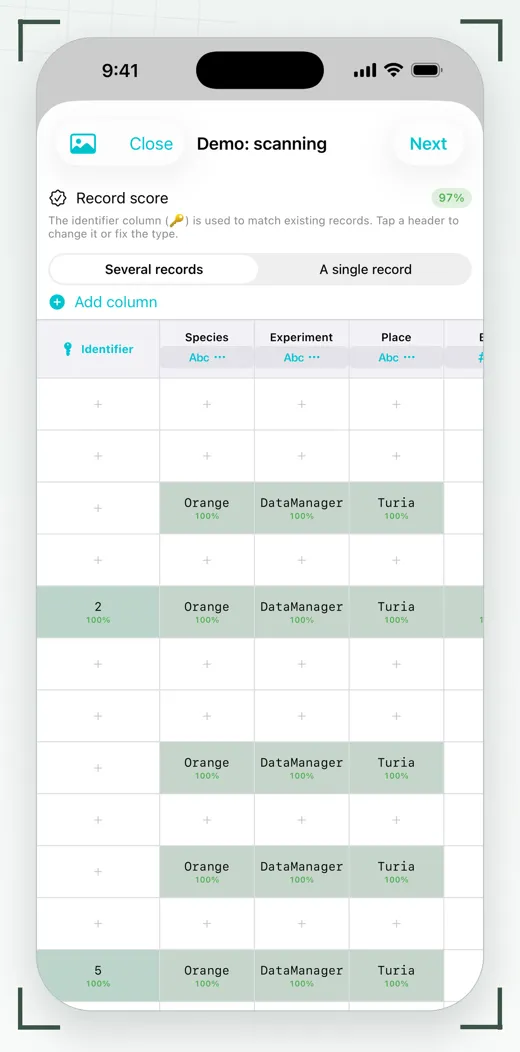 9:41
Close
Demo: scanning
Next
Record score
97%
The identifier column (🔑) is used to match existing records. Tap a header to
change it or fix the type.
Several records
A single record
Add column
Identifier
Species
Experiment
Place
Abc ···
Abc ···
Abc ···
+ + +
+
+ + +
+
+
Orange DataManager Turia
100% 100% 100%
+ + + +
2 Orange DataManager Turia
100% 100% 100% 100%
+ + + +
+ + + +
+
Orange DataManager Turia
100% 100% 100%
+ + + +
+
Orange DataManager Turia
100% 100% 100%
+ + + +
5 Orange DataManager Turia
100% 100% 100% 100%